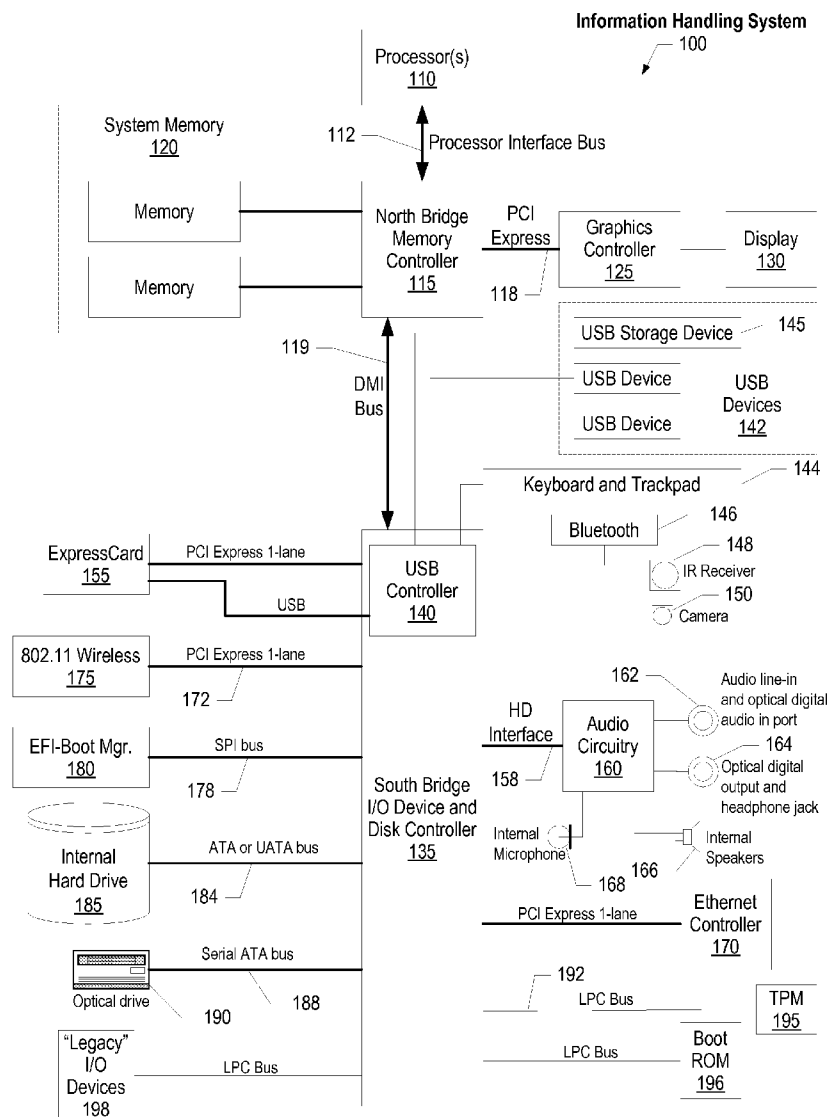 Information Handling System
100
Processor(s)
110
System Memory
120
112
Processor Interface Bus
Memory
Memory
North Bridge
Memory
Controller
115
PCI
Express
118
Graphics
Controller
125
Display
130
119
DMI
Bus
USB Storage Device
145
USB Device
USB Device
USB
Devices
142
144
Keyboard and Trackpad
146
Bluetooth
148
IR Receiver
150
Camera
ExpressCard
155
PCI Express 1-lane
USB
USB
Controller
140
802.11 Wireless
175
PCI Express 1-lane
172
EFI-Boot Mgr.
180
SPI bus
178
South Bridge
I/O Device and
Disk Controller
135
HD
Interface
158
Audio
Circuitry
160
162
Audio line-in
and optical digital
audio in port
164
Optical digital
output and
headphone jack
Internal
Microphone
168
166
Internal
Speakers
Internal
Hard Drive
185
ATA or UATA bus
184
PCI Express 1-lane
Ethernet
Controller
170
Optical drive
190
Serial ATA bus
188
192
LPC Bus
TPM
195
"Legacy"
I/O
Devices
198
LPC Bus
LPC Bus
Boot
ROM
196